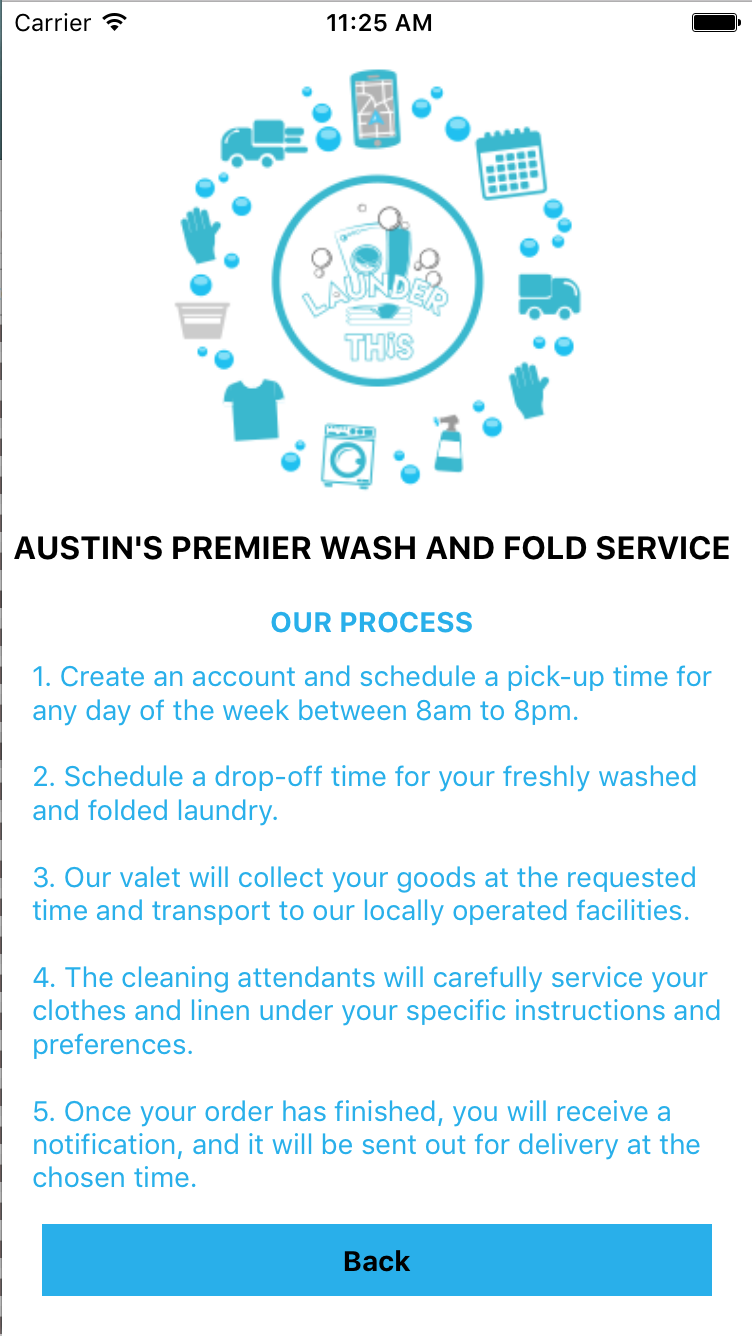 Carrier 11:25 AM
LAUNDER
THiS
AUSTIN'S PREMIER WASH AND FOLD SERVICE
OUR PROCESS
1. Create an account and schedule a pick-up time for
any day of the week between 8am to 8pm.
2. Schedule a drop-off time for your freshly washed
and folded laundry.
3. Our valet will collect your goods at the requested
time and transport to our locally operated facilities.
4. The cleaning attendants will carefully service your
clothes and linen under your specific instructions and
preferences.
5. Once your order has finished, you will receive a
notification, and it will be sent out for delivery at the
chosen time.
Back